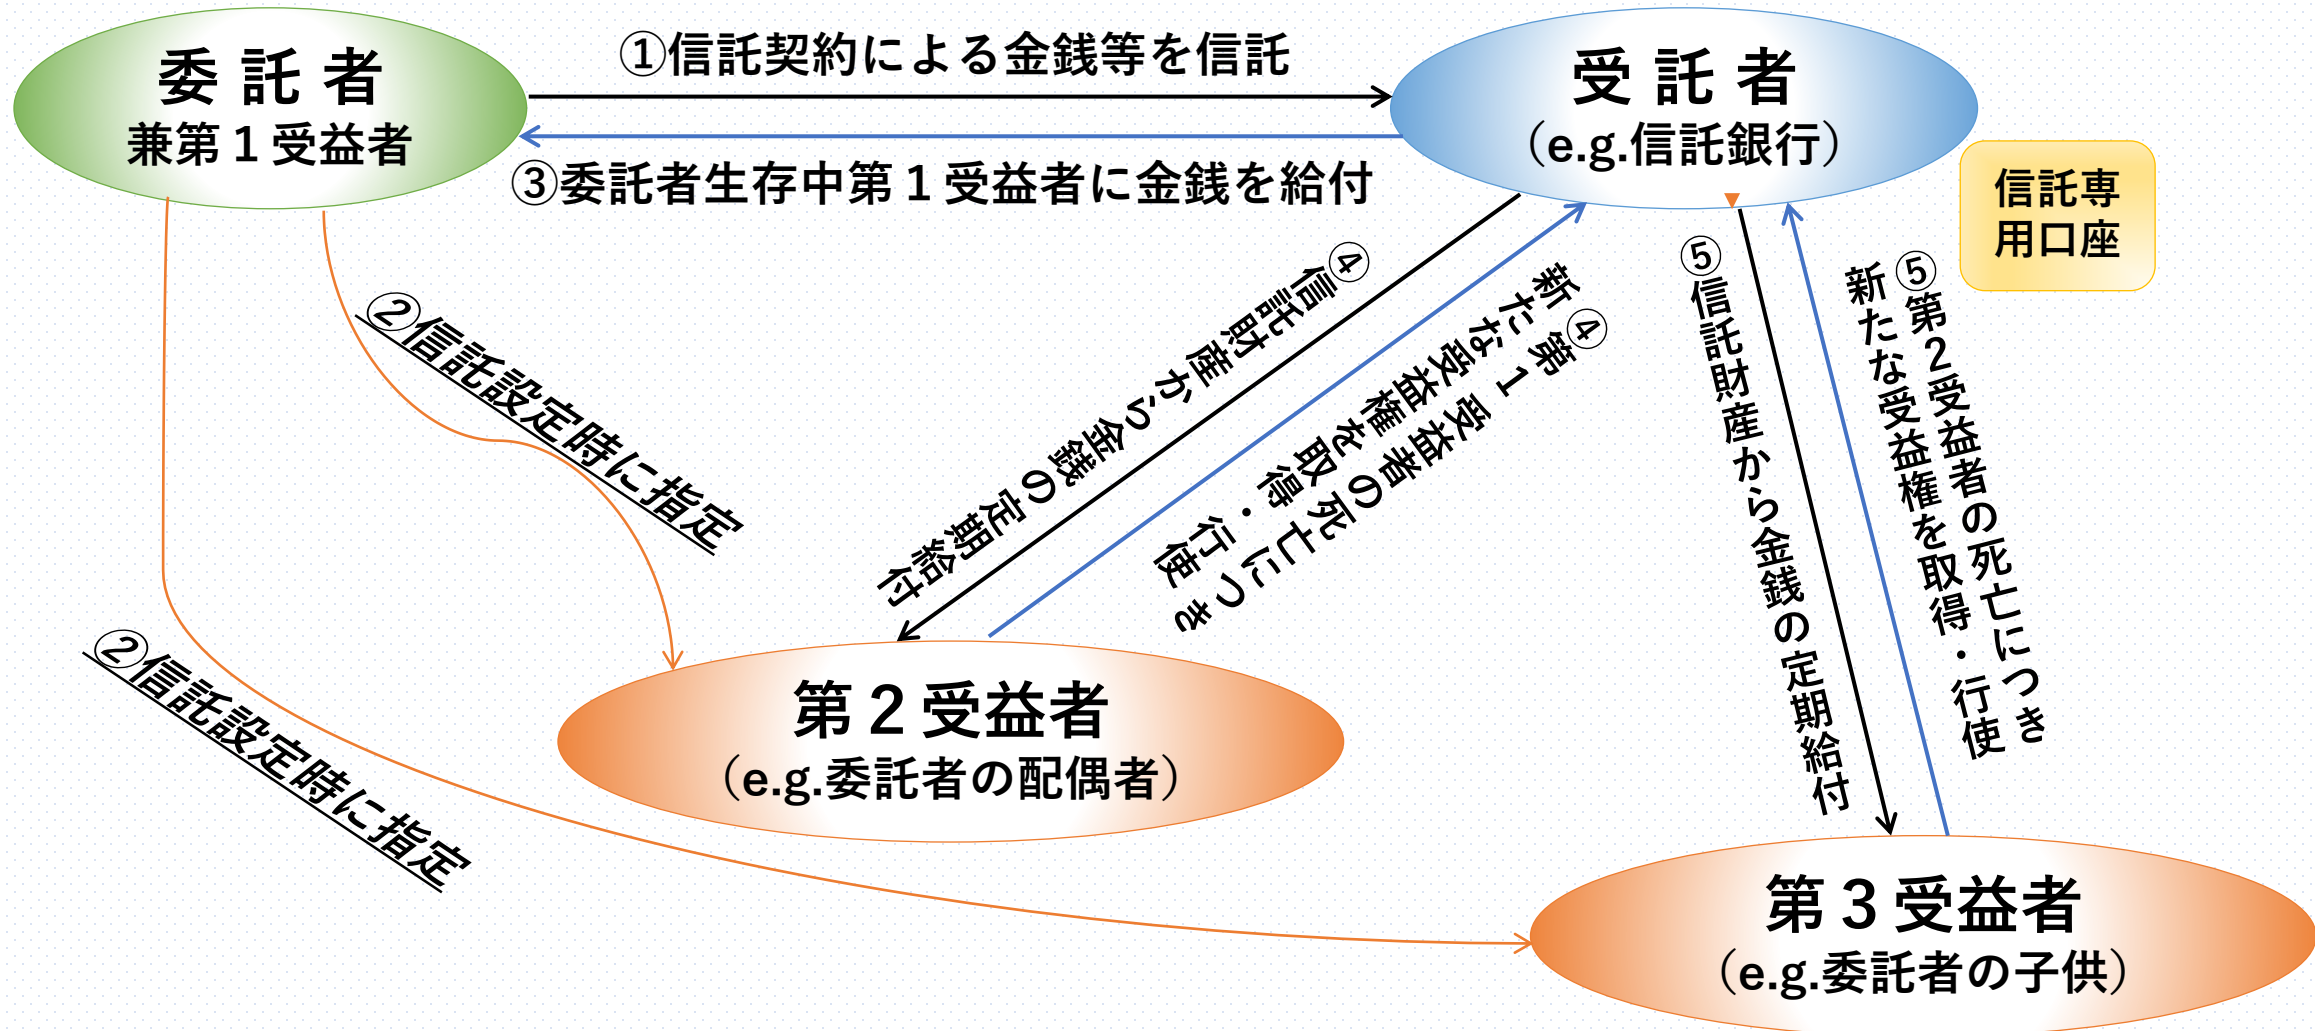 委託者
兼第１受益者
①信託契約による金銭等を信託
③委託者生存中第１受益者に金銭を給付
受託者
（e.g.信託銀行）
信託専
用口座
②信託設定時に指定
②信託設定時に指定
④信託財産から金銭の定期給付
④第１受益者の死亡につき
新たな受益権を取得・行使
⑤信託財産から金銭の定期給付
⑤第２受益者の死亡につき
新たな受益権を取得・行使
第２受益者
（e.g.委託者の配偶者）
第３受益者
（e.g.委託者の子供）